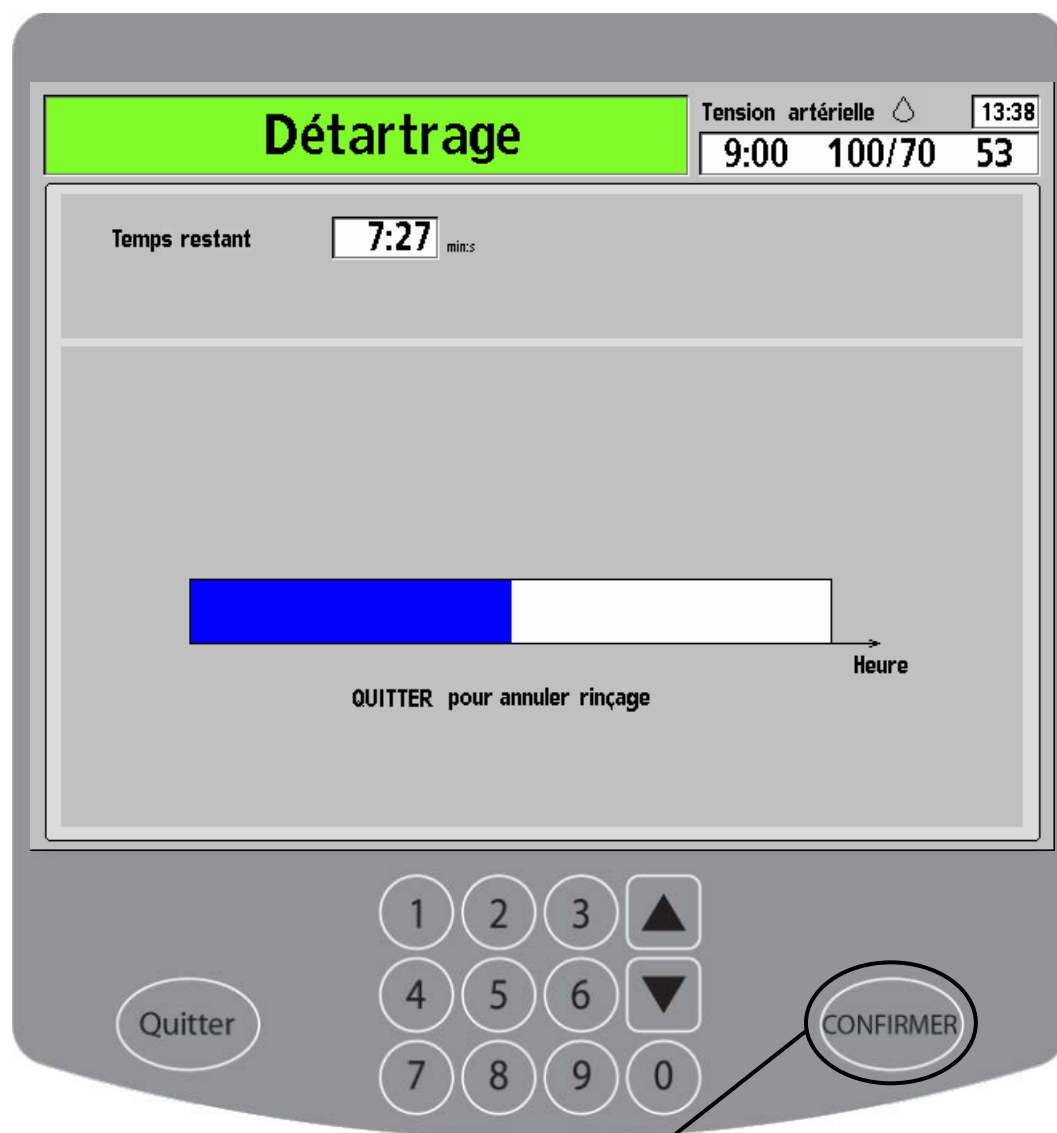 Détartrage
Tension artérielle
13:38
9:00 100/70 53
Temps restant 7:27 min:s
Heure
QUITTER pour annuler rinçage
1 2 3
4 5 6
Quitter
CONFIRMER
7 8 9 0